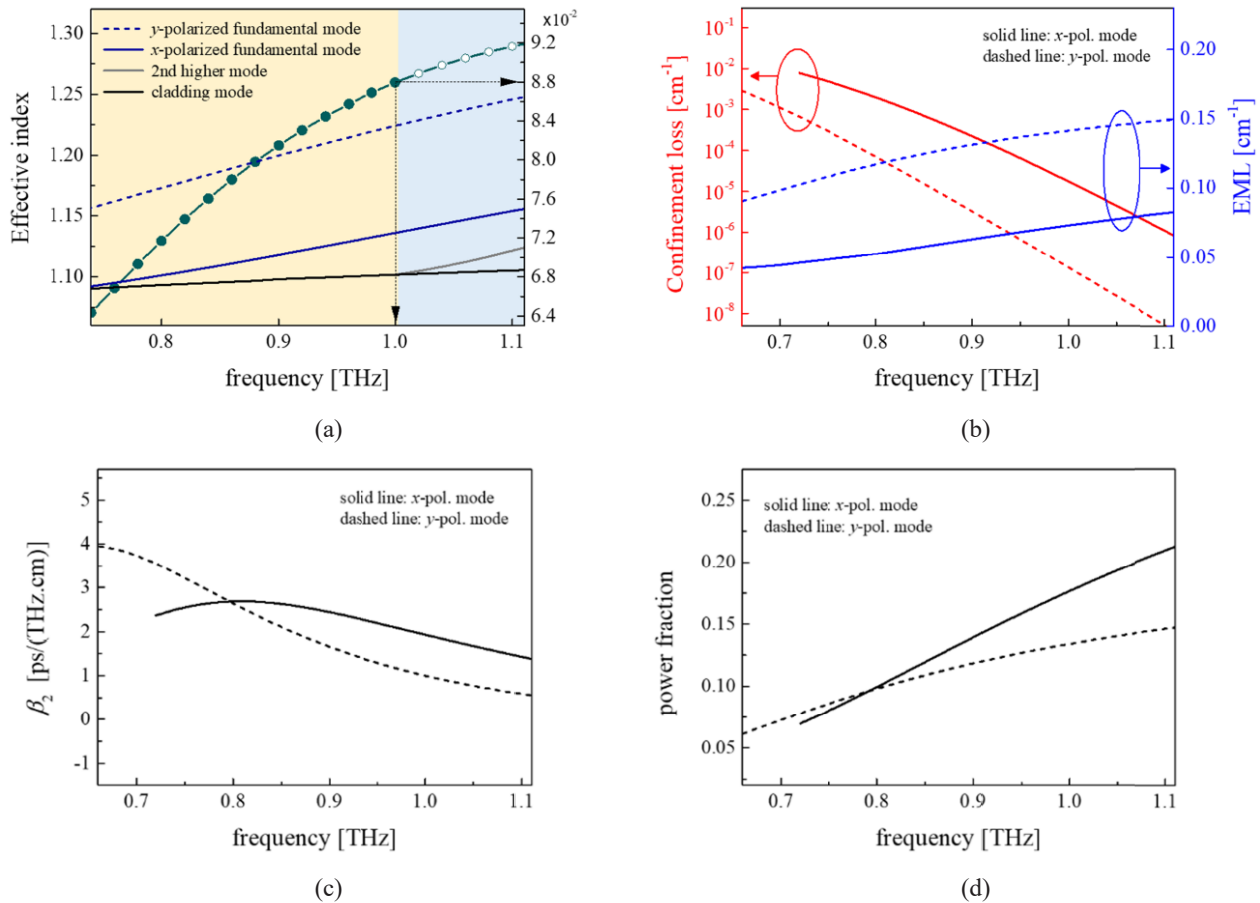 x10⁻²
1.30
1.25
1.20
1.15
1.10
Effective index
y-polarized fundamental mode
x-polarized fundamental mode
2nd higher mode
cladding mode
9.2
8.8
8.4
8.0
7.6
7.2
6.8
6.4
0.8 0.9 1.0 1.1
frequency [THz]
(a)
10⁻¹
10⁻²
10⁻³
10⁻⁴
10⁻⁵
10⁻⁶
10⁻⁷
10⁻⁸
Confinement loss [cm⁻¹]
solid line: x-pol. mode
dashed line: y-pol. mode
0.20
0.15
0.10
0.05
0.00
EML [cm⁻¹]
0.7 0.8 0.9 1.0 1.1
frequency [THz]
(b)
5
4
3
2
1
0
-1
β₂ [ps/(THz.cm)]
solid line: x-pol. mode
dashed line: y-pol. mode
0.7 0.8 0.9 1.0 1.1
frequency [THz]
(c)
0.25
0.20
0.15
0.10
0.05
power fraction
solid line: x-pol. mode
dashed line: y-pol. mode
0.7 0.8 0.9 1.0 1.1
frequency [THz]
(d)